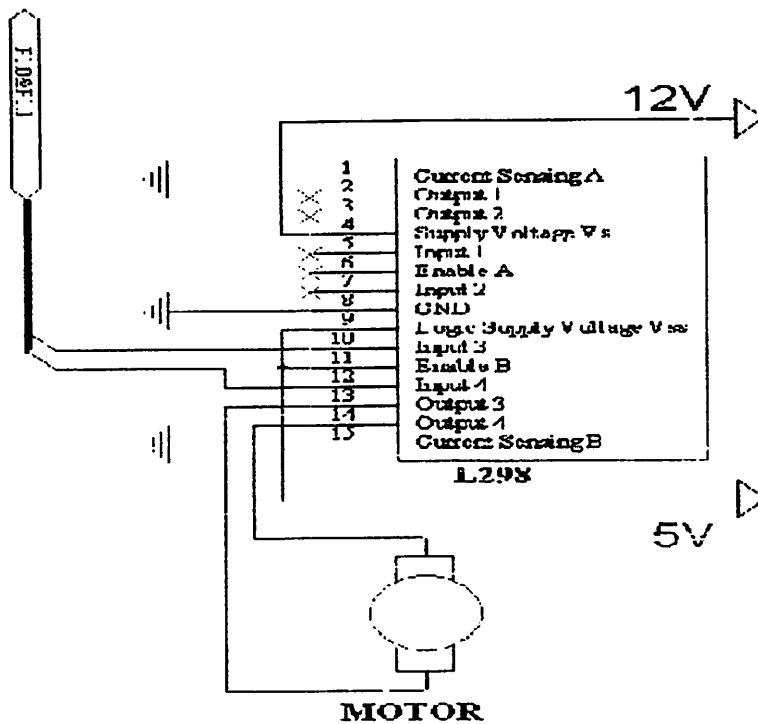 12V
1 Current Sensing A
2 Output 1
3 Output 2
4 Supply Voltage Vs
5 Input 1
6 Enable A
7 Input 2
8 GND
9 Logic Supply Voltage Vss
10 Input 3
11 Enable B
12 Input 4
13 Output 3
14 Output 4
15 Current Sensing B
L298
5V
MOTOR